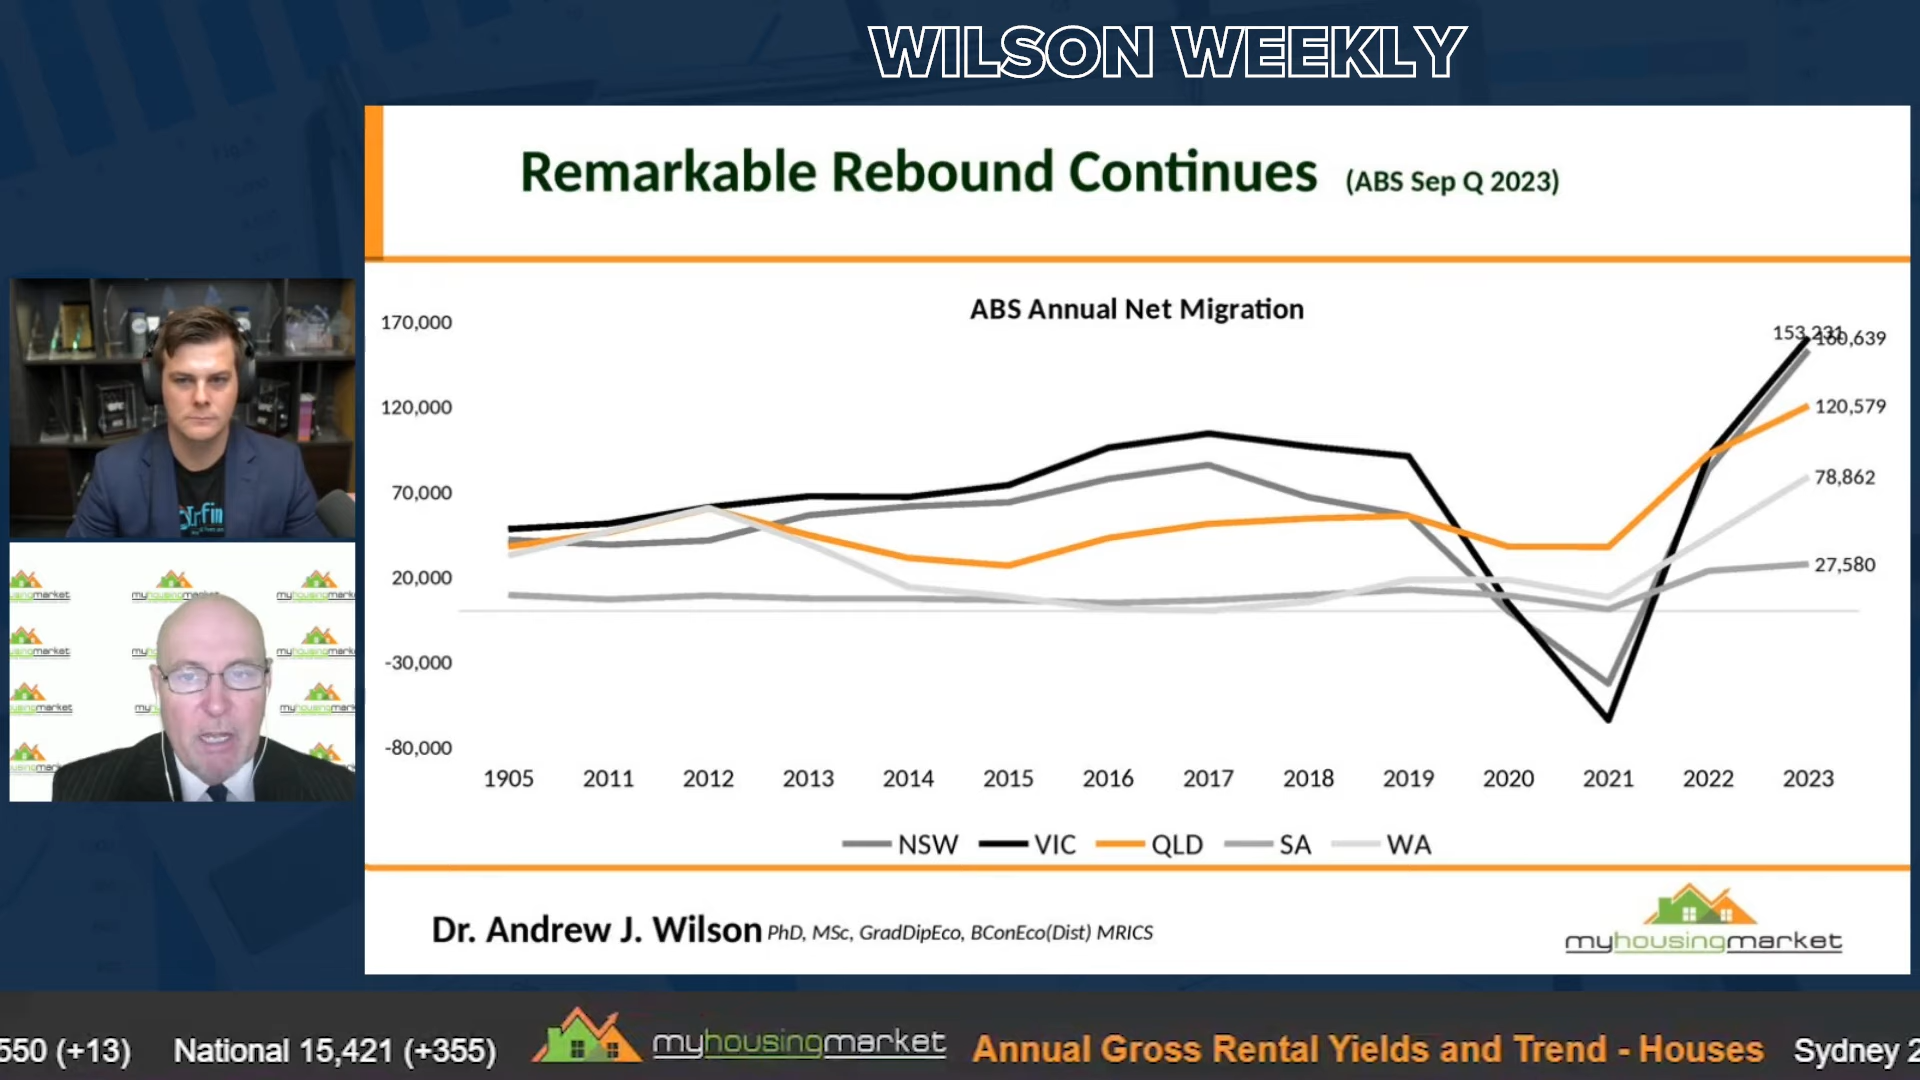 WILSON WEEKLY
Remarkable Rebound Continues (ABS Sep Q 2023)
ABS Annual Net Migration
170,000
120,000
70,000
20,000
-30,000
-80,000
153,231
160,639
120,579
78,862
27,580
1905 2011 2012 2013 2014 2015 2016 2017 2018 2019 2020 2021 2022 2023
NSW VIC QLD SA WA
Dr. Andrew J. Wilson PhD, MSc, GradDipEco, BConEco(Dist) MRICS
myhousingmarket
550 (+13) National 15,421 (+355) myhousingmarket Annual Gross Rental Yields and Trend - Houses Sydney 2